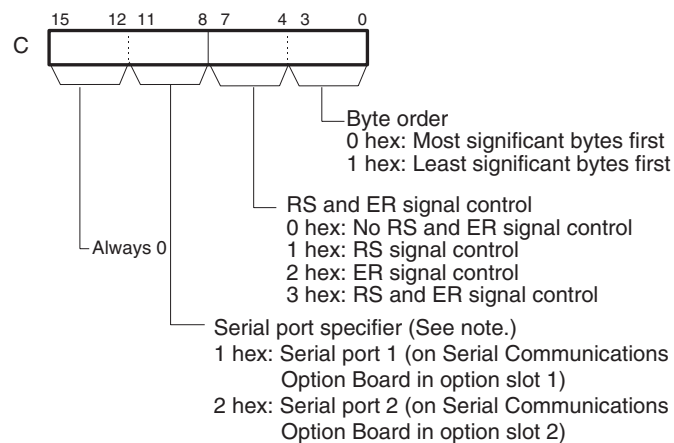 15 12 11 8 7 4 3 0
C
Byte order
0 hex: Most significant bytes first
1 hex: Least significant bytes first
RS and ER signal control
0 hex: No RS and ER signal control
1 hex: RS signal control
2 hex: ER signal control
3 hex: RS and ER signal control
Always 0
Serial port specifier (See note.)
1 hex: Serial port 1 (on Serial Communications
Option Board in option slot 1)
2 hex: Serial port 2 (on Serial Communications
Option Board in option slot 2)